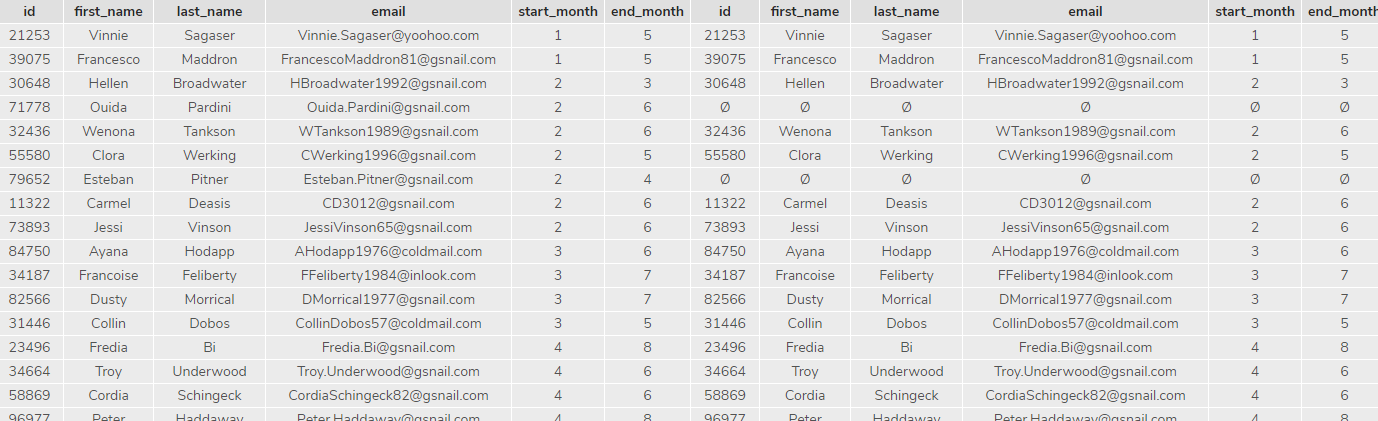 id first_name last_name email start_month end_month id first_name last_name email start_month end_month
21253 Vinnie Sagaser Vinnie.Sagaser@yoohoo.com 1 5 21253 Vinnie Sagaser Vinnie.Sagaser@yoohoo.com 1 5
39075 Francesco Maddron FrancescoMaddron81@gsnail.com 1 5 39075 Francesco Maddron FrancescoMaddron81@gsnail.com 1 5
30648 Hellen Broadwater HBroadwater1992@gsnail.com 2 3 30648 Hellen Broadwater HBroadwater1992@gsnail.com 2 3
71778 Ouida Pardini Ouida.Pardini@gsnail.com 2 6 Ø Ø Ø Ø Ø Ø
32436 Wenona Tankson WTankson1989@gsnail.com 2 6 32436 Wenona Tankson WTankson1989@gsnail.com 2 6
55580 Clora Werking CWerking1996@gsnail.com 2 5 55580 Clora Werking CWerking1996@gsnail.com 2 5
79652 Esteban Pitner Esteban.Pitner@gsnail.com 2 4 Ø Ø Ø Ø Ø Ø
11322 Carmel Deasis CD3012@gsnail.com 2 6 11322 Carmel Deasis CD3012@gsnail.com 2 6
73893 Jessi Vinson JessiVinson65@gsnail.com 2 6 73893 Jessi Vinson JessiVinson65@gsnail.com 2 6
84750 Ayana Hodapp AHodapp1976@coldmail.com 3 6 84750 Ayana Hodapp AHodapp1976@coldmail.com 3 6
34187 Francoise Feliberty FFeliberty1984@inlook.com 3 7 34187 Francoise Feliberty FFeliberty1984@inlook.com 3 7
82566 Dusty Morrical DMorrical1977@gsnail.com 3 7 82566 Dusty Morrical DMorrical1977@gsnail.com 3 7
31446 Collin Dobos CollinDobos57@coldmail.com 3 5 31446 Collin Dobos CollinDobos57@coldmail.com 3 5
23496 Fredia Bi Fredia.Bi@gsnail.com 4 8 23496 Fredia Bi Fredia.Bi@gsnail.com 4 8
34664 Troy Underwood Troy.Underwood@gsnail.com 4 6 34664 Troy Underwood Troy.Underwood@gsnail.com 4 6
58869 Cordia Schingeck CordiaSchingeck82@gsnail.com 4 6 58869 Cordia Schingeck CordiaSchingeck82@gsnail.com 4 6
96977 Peter Haddaway Peter.Haddaway@gsnail.com 4 8 96977 Peter Haddaway Peter.Haddaway@gsnail.com 4 8